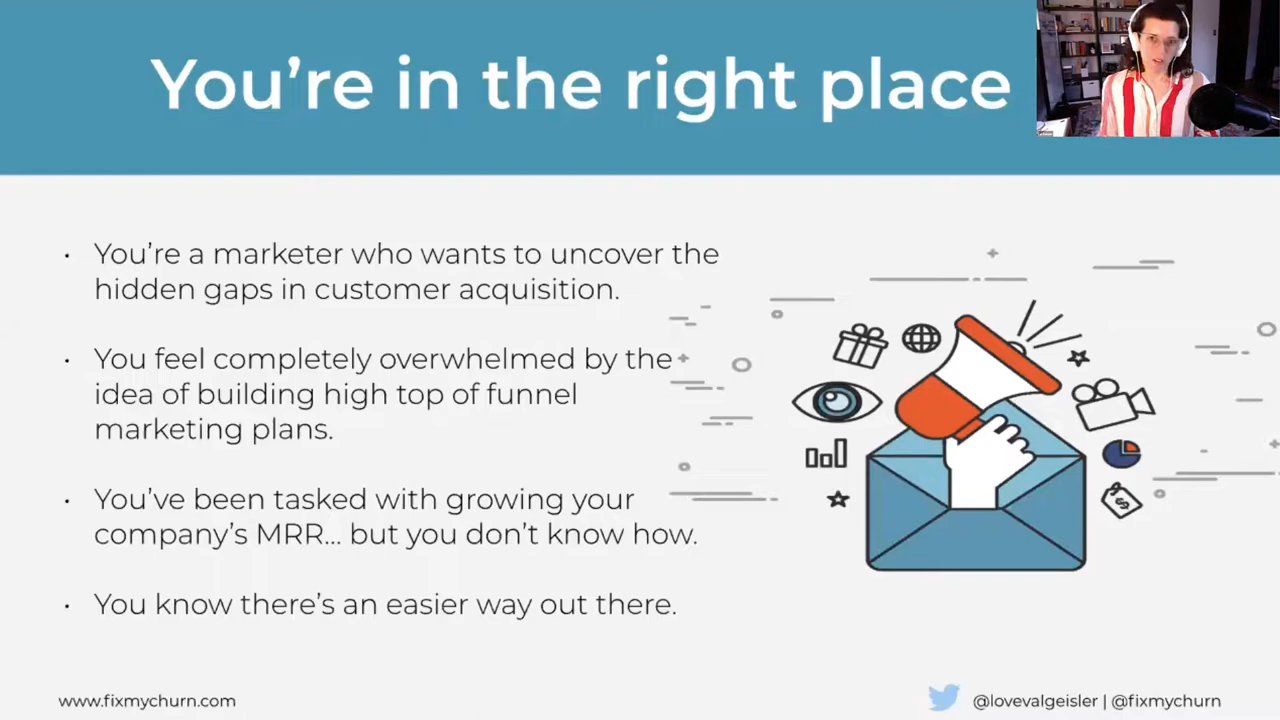 You’re in the right place
• You’re a marketer who wants to uncover the
hidden gaps in customer acquisition.
• You feel completely overwhelmed by the
idea of building high top of funnel
marketing plans.
• You’ve been tasked with growing your
company’s MRR... but you don’t know how.
• You know there’s an easier way out there.
$
www.fixmychurn.com
@lovevalgeisler | @fixmychurn